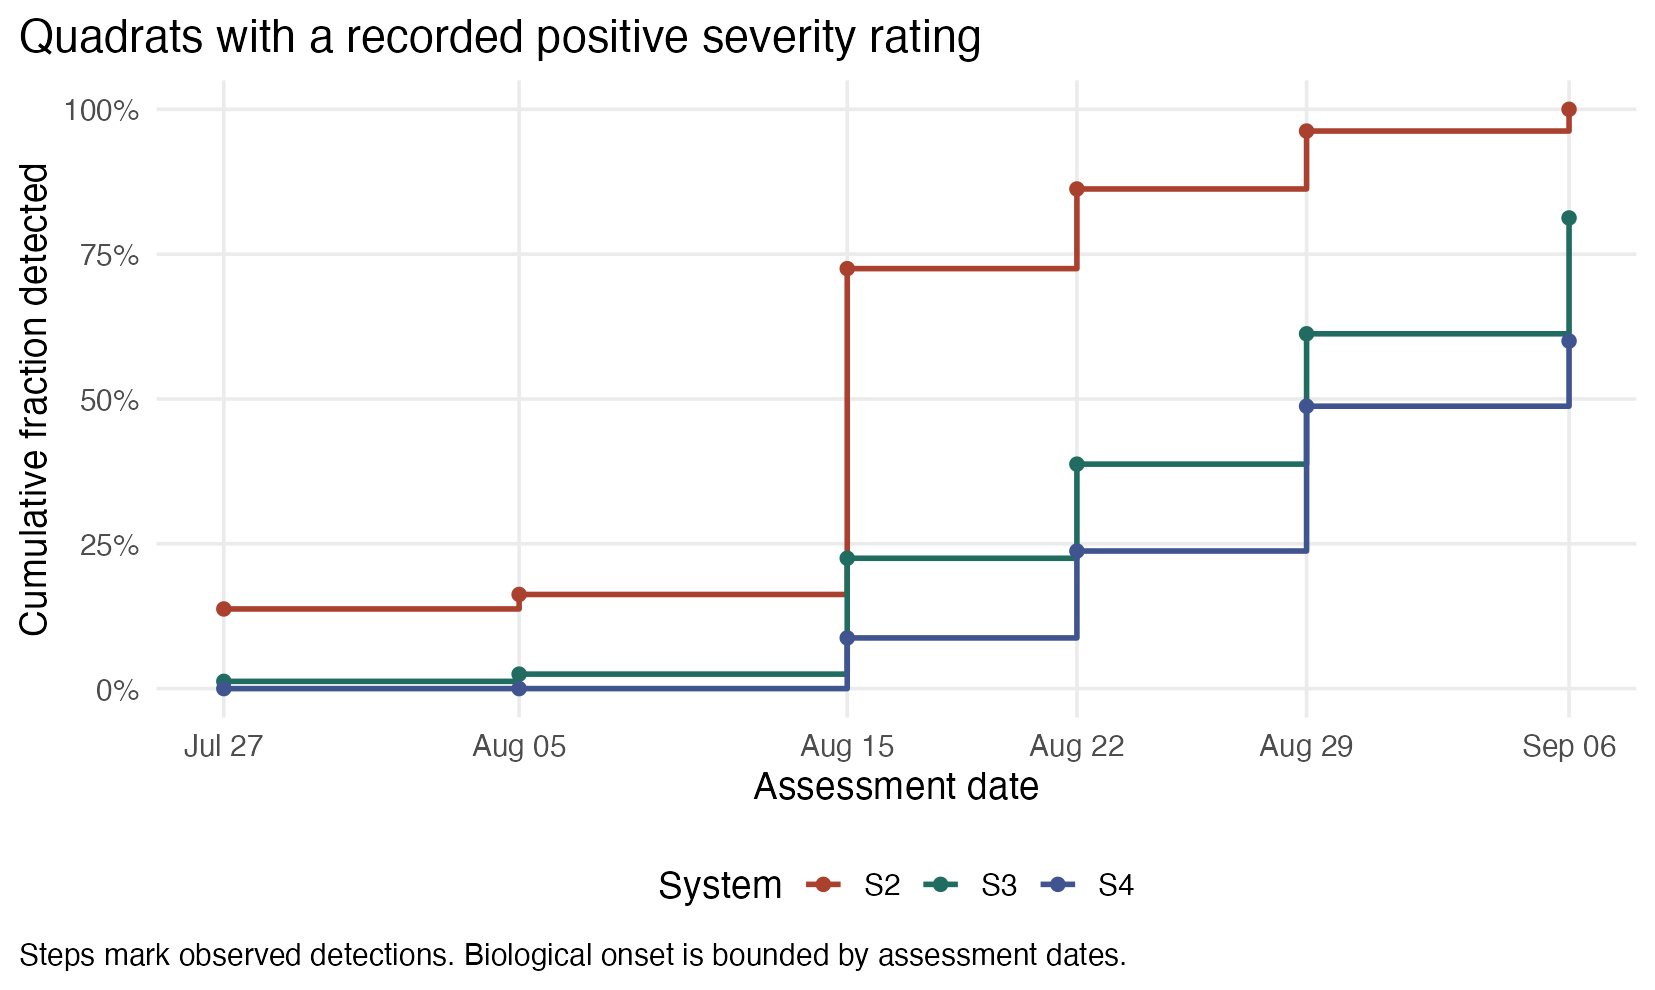 Quadrats with a recorded positive severity rating
Cumulative fraction detected
100%
75%
50%
25%
0%
Jul 27 Aug 05 Aug 15 Aug 22 Aug 29 Sep 06
Assessment date
System S2 S3 S4
Steps mark observed detections. Biological onset is bounded by assessment dates.